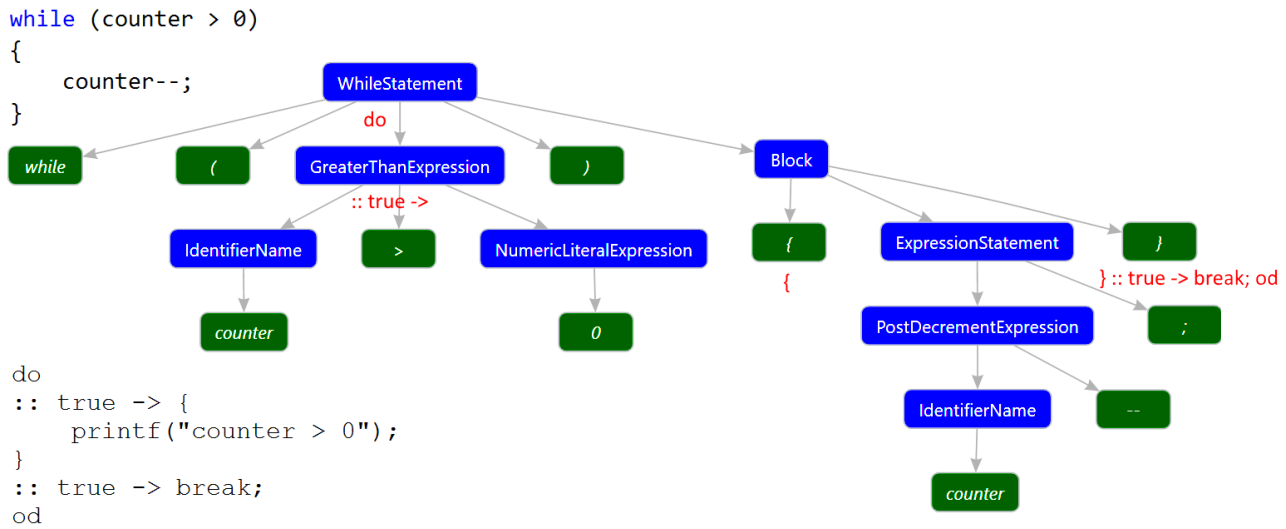 while (counter > 0)
{
    counter--;
}
WhileStatement
do
while
(
GreaterThanExpression
)
Block
:: true ->
IdentifierName
>
NumericLiteralExpression
{
ExpressionStatement
}
{
} :: true -> break; od
counter
0
PostDecrementExpression
;
IdentifierName
--
counter
do
:: true -> {
    printf("counter > 0");
}
:: true -> break;
od